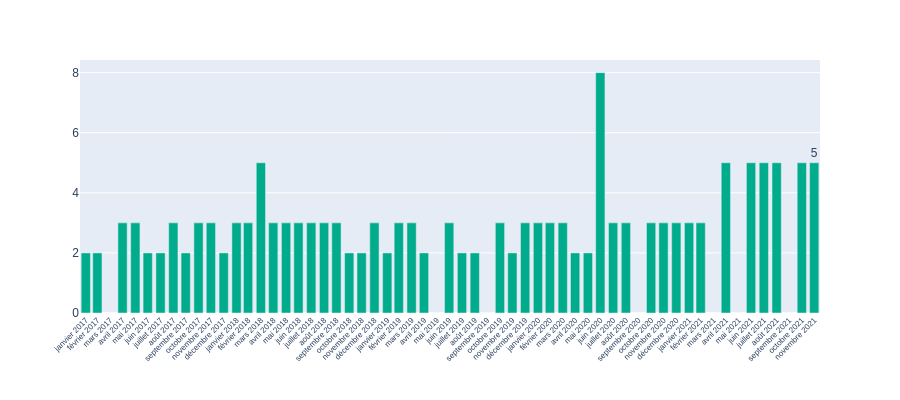 8
6
4
2
0
5
janvier 2017
février 2017
mars 2017
avril 2017
mai 2017
juin 2017
juillet 2017
août 2017
septembre 2017
octobre 2017
novembre 2017
décembre 2017
janvier 2018
février 2018
mars 2018
avril 2018
mai 2018
juin 2018
juillet 2018
août 2018
septembre 2018
octobre 2018
novembre 2018
décembre 2018
janvier 2019
février 2019
mars 2019
avril 2019
mai 2019
juin 2019
juillet 2019
août 2019
septembre 2019
octobre 2019
novembre 2019
décembre 2019
janvier 2020
février 2020
mars 2020
avril 2020
mai 2020
juin 2020
juillet 2020
août 2020
septembre 2020
octobre 2020
novembre 2020
décembre 2020
janvier 2021
février 2021
mars 2021
avril 2021
mai 2021
juin 2021
juillet 2021
août 2021
septembre 2021
octobre 2021
novembre 2021